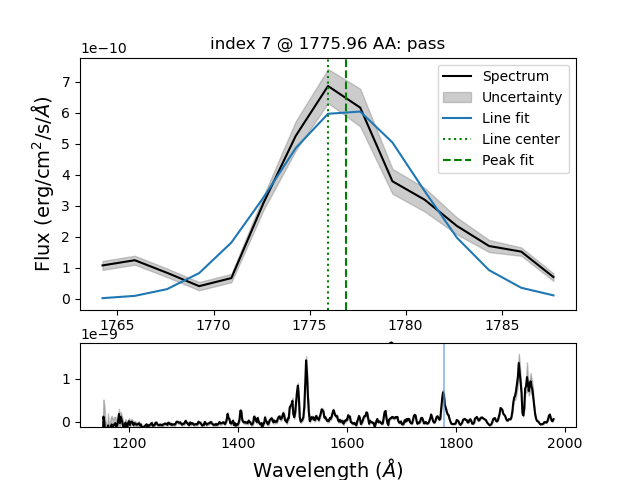 index 7 @ 1775.96 AA: pass
1e−10
Flux (erg/cm²/s/Å)
7
6
5
4
3
2
1
0
Spectrum
Uncertainty
Line fit
Line center
Peak fit
1765 1770 1775 1780 1785
1e−9
1
0
1200 1400 1600 1800 2000
Wavelength (Å)